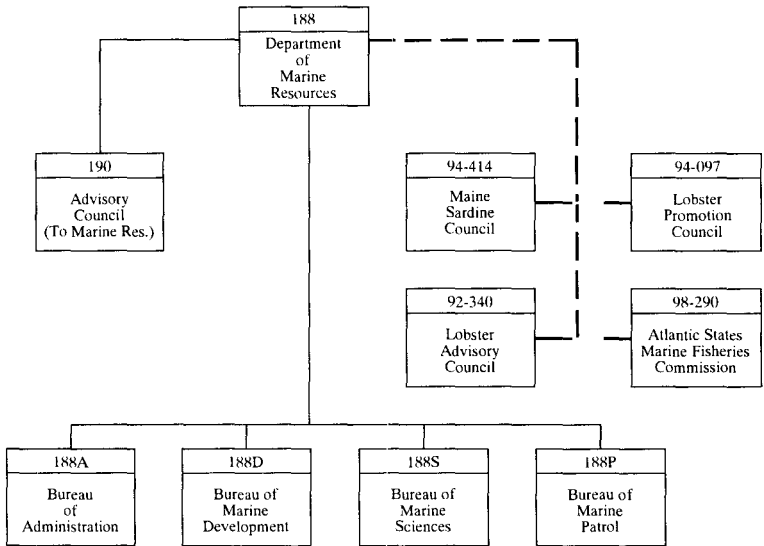 188
Department
of
Marine
Resources
190
Advisory
Council
(To Marine Res.)
94-414
Maine
Sardine
Council
94-097
Lobster
Promotion
Council
92-340
Lobster
Advisory
Council
98-290
Atlantic States
Marine Fisheries
Commission
188A
Bureau
of
Administration
188D
Bureau of
Marine
Development
188S
Bureau of
Marine
Sciences
188P
Bureau of
Marine
Patrol